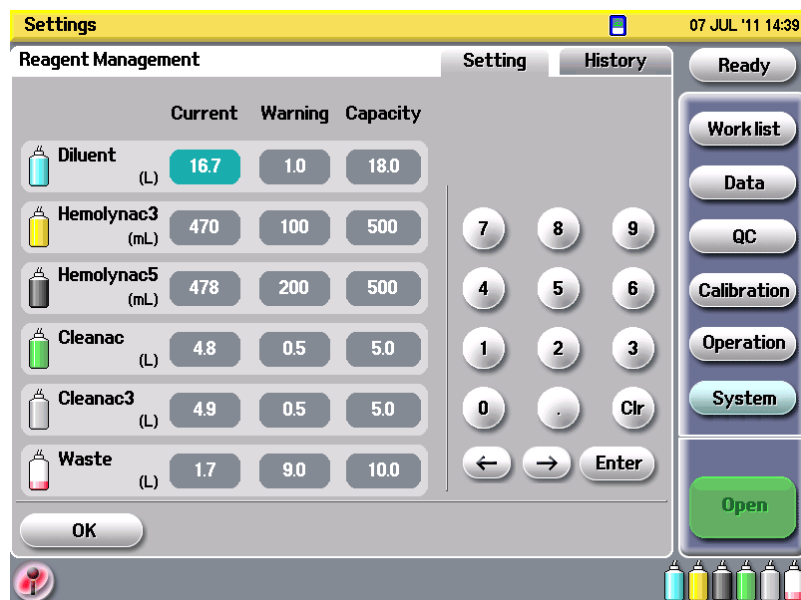 Settings
07 JUL '11 14:39
Reagent Management
Setting
History
Ready
Current Warning Capacity
Diluent (L) 16.7 1.0 18.0
Hemolynac3 (mL) 470 100 500
Hemolynac5 (mL) 478 200 500
Cleanac (L) 4.8 0.5 5.0
Cleanac3 (L) 4.9 0.5 5.0
Waste (L) 1.7 9.0 10.0
7 8 9
4 5 6
1 2 3
0 . Clr
← → Enter
OK
Work list
Data
QC
Calibration
Operation
System
Open